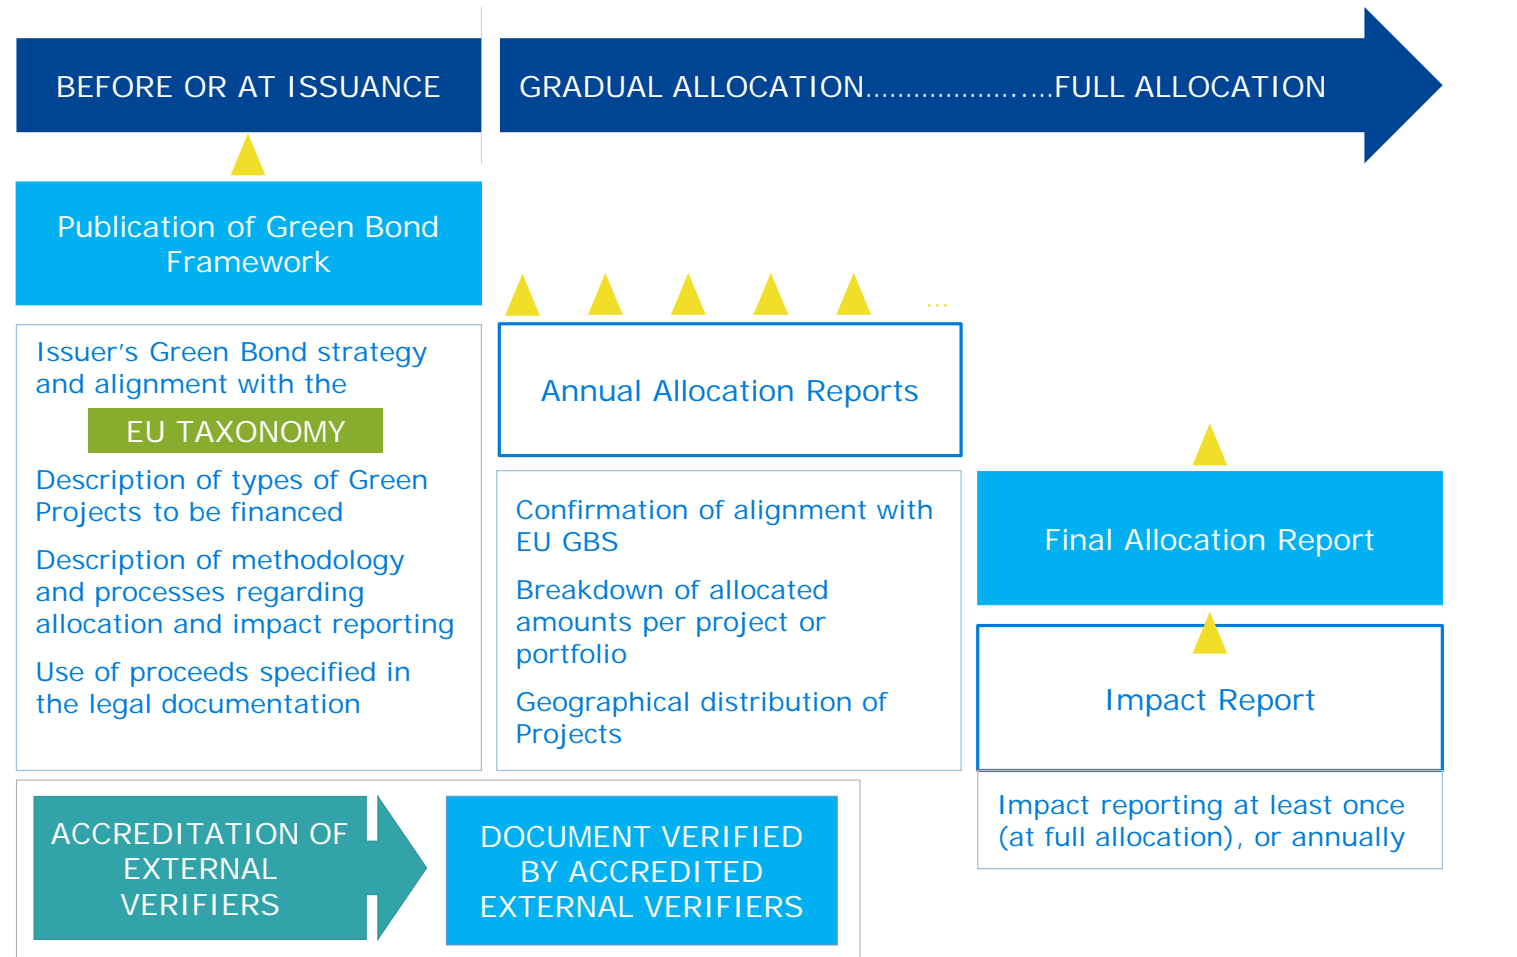 BEFORE OR AT ISSUANCE
GRADUAL ALLOCATION.......................FULL ALLOCATION
Publication of Green Bond
Framework
Issuer’s Green Bond strategy
and alignment with the
EU TAXONOMY
Description of types of Green
Projects to be financed
Description of methodology
and processes regarding
allocation and impact reporting
Use of proceeds specified in
the legal documentation
...
Annual Allocation Reports
Confirmation of alignment with
EU GBS
Breakdown of allocated
amounts per project or
portfolio
Geographical distribution of
Projects
Final Allocation Report
Impact Report
Impact reporting at least once
(at full allocation), or annually
ACCREDITATION OF
EXTERNAL
VERIFIERS
DOCUMENT VERIFIED
BY ACCREDITED
EXTERNAL VERIFIERS